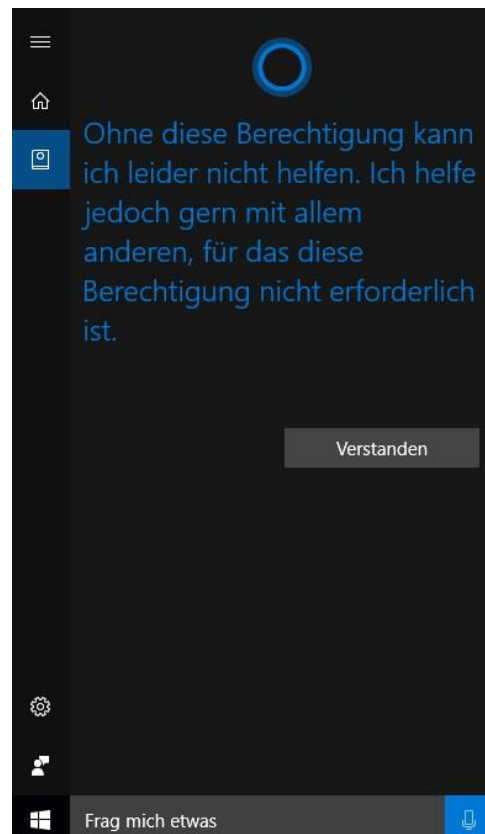 Ohne diese Berechtigung kann
ich leider nicht helfen. Ich helfe
jedoch gern mit allem
anderen, für das diese
Berechtigung nicht erforderlich
ist.
Verstanden
Frag mich etwas